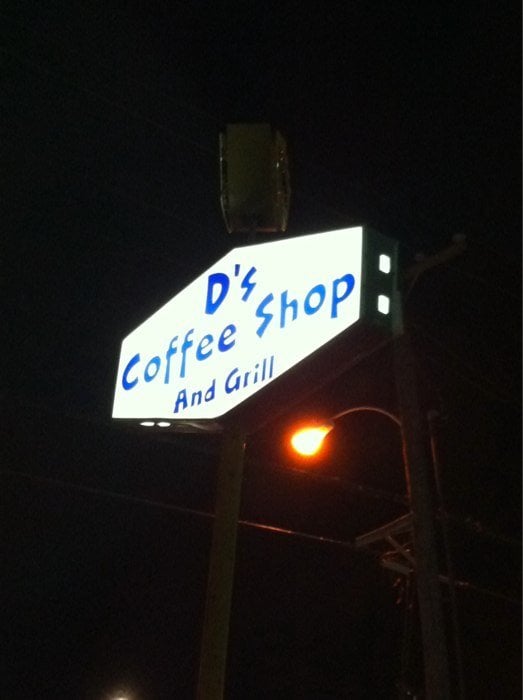 D's
Coffee Shop
And Grill